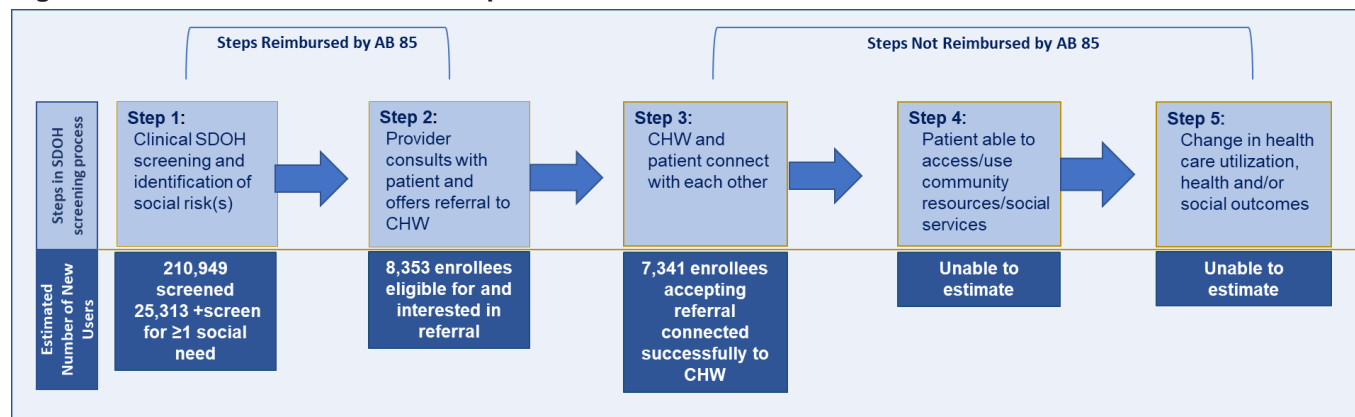 Steps Reimbursed by AB 85
Steps Not Reimbursed by AB 85
Steps in SDOH
screening process
Step 1:
Clinical SDOH
screening and
identification of
social risk(s)
Step 2:
Provider
consults with
patient and
offers referral to
CHW
Step 3:
CHW and
patient connect
with each other
Step 4:
Patient able to
access/use
community
resources/social
services
Step 5:
Change in health
care utilization,
health and/or
social outcomes
Estimated
Number of New
Users
210,949
screened
25,313 +screen
for ≥1 social
need
8,353 enrollees
eligible for and
interested in
referral
7,341 enrollees
accepting
referral
connected
successfully to
CHW
Unable to
estimate
Unable to
estimate